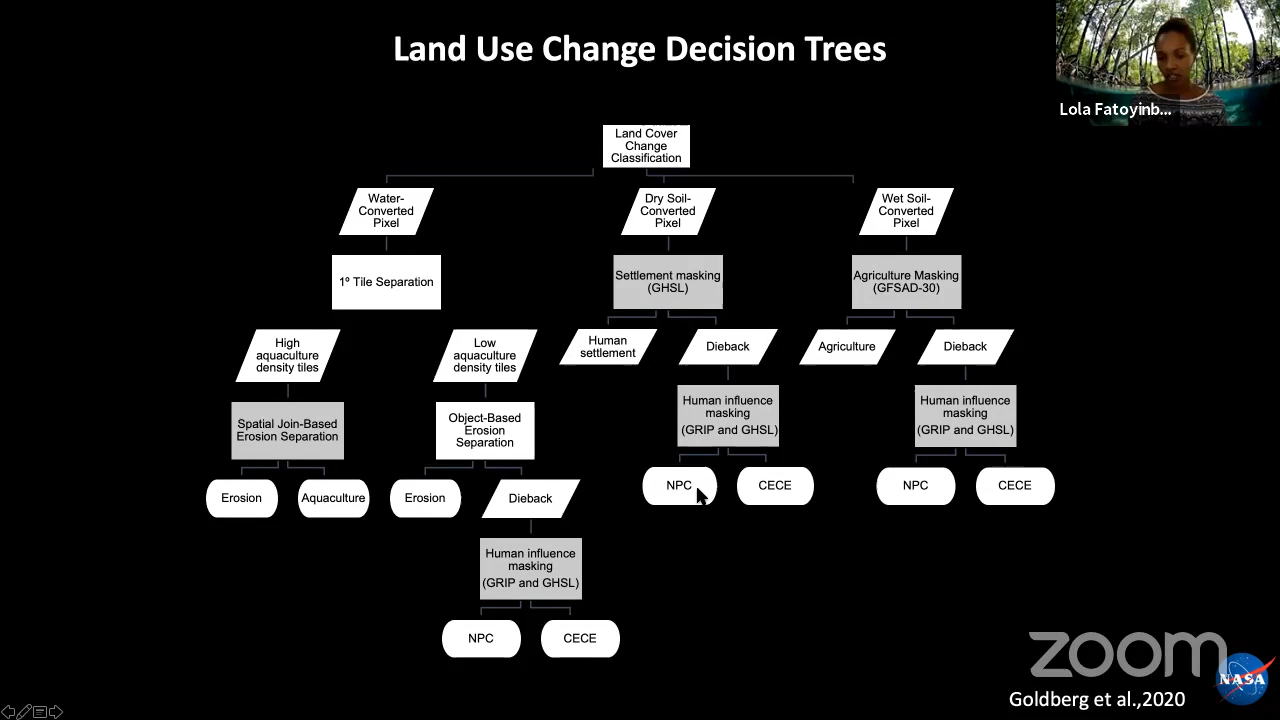 Land Use Change Decision Trees
Lola Fatoyinb...
Land Cover
Change
Classification
Water-
Converted
Pixel
Dry Soil-
Converted
Pixel
Wet Soil-
Converted
Pixel
1º Tile Separation
Settlement masking
(GHSL)
Agriculture Masking
(GFSAD-30)
High
aquaculture
density tiles
Low
aquaculture
density tiles
Human
settlement
Dieback
Agriculture
Dieback
Spatial Join-Based
Erosion Separation
Object-Based
Erosion
Separation
Human influence
masking
(GRIP and GHSL)
Human influence
masking
(GRIP and GHSL)
Erosion
Aquaculture
Erosion
Dieback
NPC
CECE
NPC
CECE
Human influence
masking
(GRIP and GHSL)
NPC
CECE
zoom
NASA
Goldberg et al.,2020